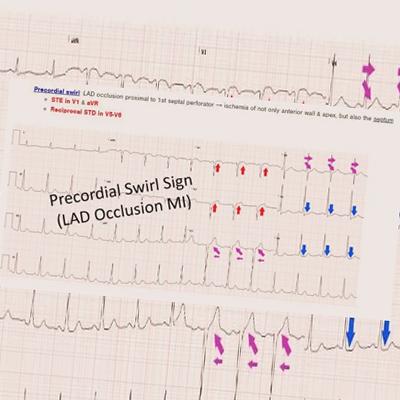 aVR
V1
V4
Precordial swirl LAD occlusion proximal to 1st septal perforator → ischemia of not only anterior wall & apex, but also the septum
STE in V1 & aVR
Reciprocal STD in V5-V6
Precordial Swirl Sign
(LAD Occlusion MI)